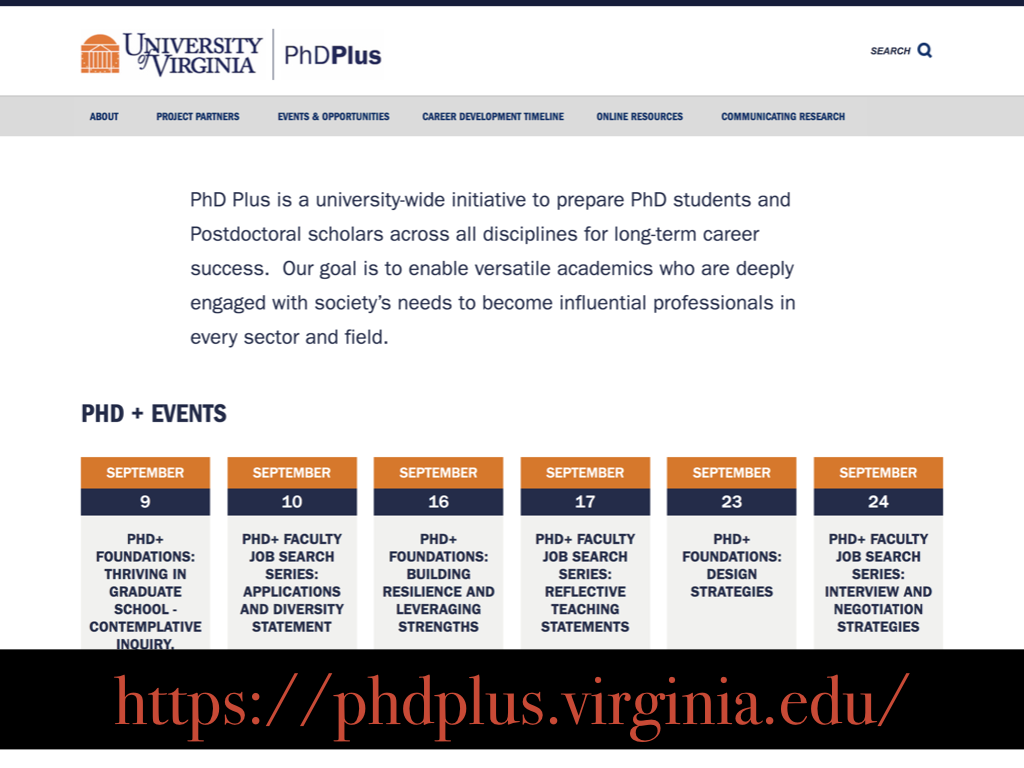 UNIVERSITY of VIRGINIA
PhDPlus
SEARCH
ABOUT PROJECT PARTNERS EVENTS & OPPORTUNITIES CAREER DEVELOPMENT TIMELINE ONLINE RESOURCES COMMUNICATING RESEARCH
PhD Plus is a university-wide initiative to prepare PhD students and
Postdoctoral scholars across all disciplines for long-term career
success.  Our goal is to enable versatile academics who are deeply
engaged with society's needs to become influential professionals in
every sector and field.
PHD + EVENTS
SEPTEMBER
9
PHD+
FOUNDATIONS:
THRIVING IN
GRADUATE
SCHOOL -
CONTEMPLATIVE
INQUIRY.
SEPTEMBER
10
PHD+ FACULTY
JOB SEARCH
SERIES:
APPLICATIONS
AND DIVERSITY
STATEMENT
SEPTEMBER
16
PHD+
FOUNDATIONS:
BUILDING
RESILIENCE AND
LEVERAGING
STRENGTHS
SEPTEMBER
17
PHD+ FACULTY
JOB SEARCH
SERIES:
REFLECTIVE
TEACHING
STATEMENTS
SEPTEMBER
23
PHD+
FOUNDATIONS:
DESIGN
STRATEGIES
SEPTEMBER
24
PHD+ FACULTY
JOB SEARCH
SERIES:
INTERVIEW AND
NEGOTIATION
STRATEGIES
https://phdplus.virginia.edu/